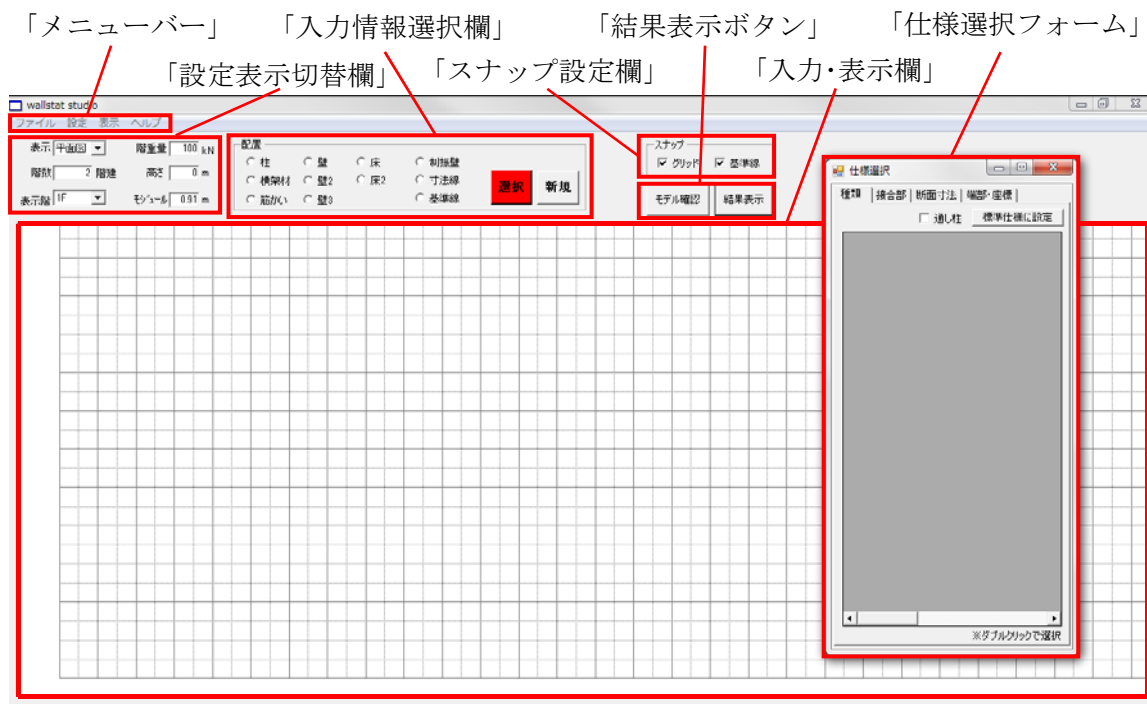 「メニューバー」 「入力情報選択欄」 「結果表示ボタン」 「仕様選択フォーム」
「設定表示切替欄」 「スナップ設定欄」 「入力・表示欄」
wallstat studio
ファイル 設定 表示 ヘルプ
表示 平面図 階重量 100 kN
階数 2 階建 高さ 0 m
表示階 1F モジュール 0.91 m
配置
柱 壁 床 制振壁
横架材 壁2 床2 寸法線
筋かい 壁3 基準線
選択 新規
スナップ
グリッド 基準線
モデル確認 結果表示
仕様選択
種類 接合部 断面寸法 端部・座標
通し柱 標準仕様に設定
※ダブルクリックで選択